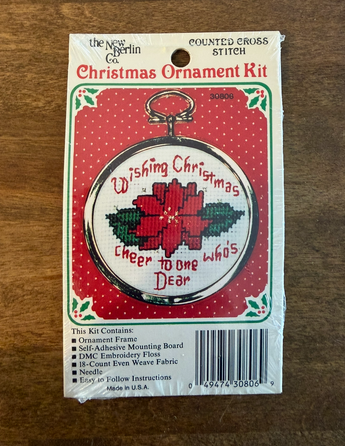 the New Berlin Co.
COUNTED CROSS STITCH
Christmas Ornament Kit
30806
Wishing Christmas
cheer to one who's
Dear
This Kit Contains:
■ Ornament Frame
■ Self-Adhesive Mounting Board
■ DMC Embroidery Floss
■ 18-Count Even Weave Fabric
■ Needle
■ Easy to Follow Instructions
Made in U.S.A.
0 49474 30806 9